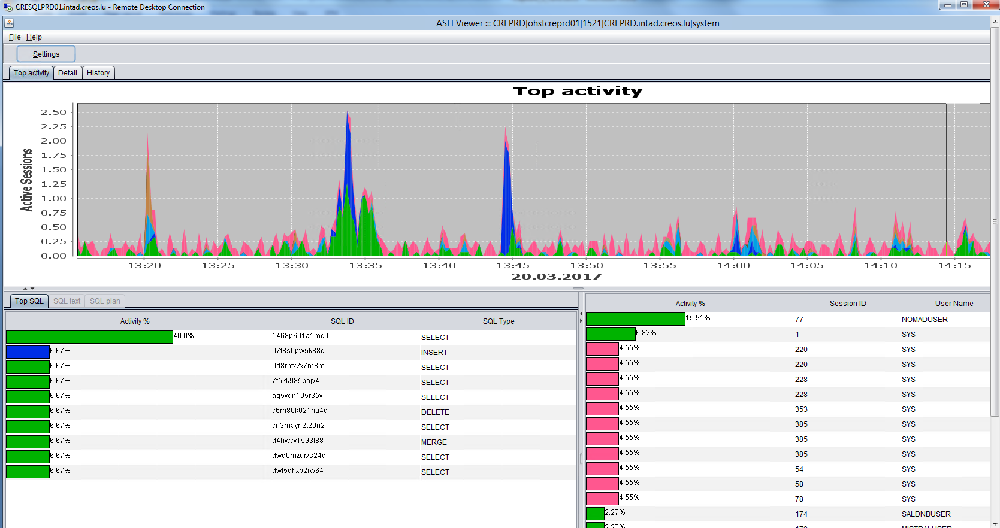 CRESQLPRD01.intad.creos.lu - Remote Desktop Connection
ASH Viewer ::: CREPRD|ohstcreprd01|1521|CREPRD.intad.creos.lu|system
File Help
Settings
Top activity Detail History
Top activity
Active Sessions
2.50
2.25
2.00
1.75
1.50
1.25
1.00
0.75
0.50
0.25
0.00
13:20 13:25 13:30 13:35 13:40 13:45 13:50 13:55 14:00 14:05 14:10 14:15
20.03.2017
Top SQL SQL text SQL plan
Activity % SQL ID SQL Type
40.0% 1468p601a1mc9 SELECT
6.67% 07t8s6pw5k88q INSERT
6.67% 0d8rnfx2x7m8m SELECT
6.67% 7f5kk985pajv4 SELECT
6.67% aq5vgn105r35y SELECT
6.67% c6m80k021ha4g DELETE
6.67% cn3mayn2t29n2 SELECT
6.67% d4hwcy1s93t88 MERGE
6.67% dwq0mzurxs24c SELECT
6.67% dwt5dhxp2rw64 SELECT
Activity % Session ID User Name
15.91% 77 NOMADUSER
6.82% 1 SYS
4.55% 220 SYS
4.55% 220 SYS
4.55% 228 SYS
4.55% 228 SYS
4.55% 353 SYS
4.55% 385 SYS
4.55% 385 SYS
4.55% 385 SYS
4.55% 54 SYS
4.55% 58 SYS
4.55% 78 SYS
2.27% 174 SALDNBUSER
2.27%